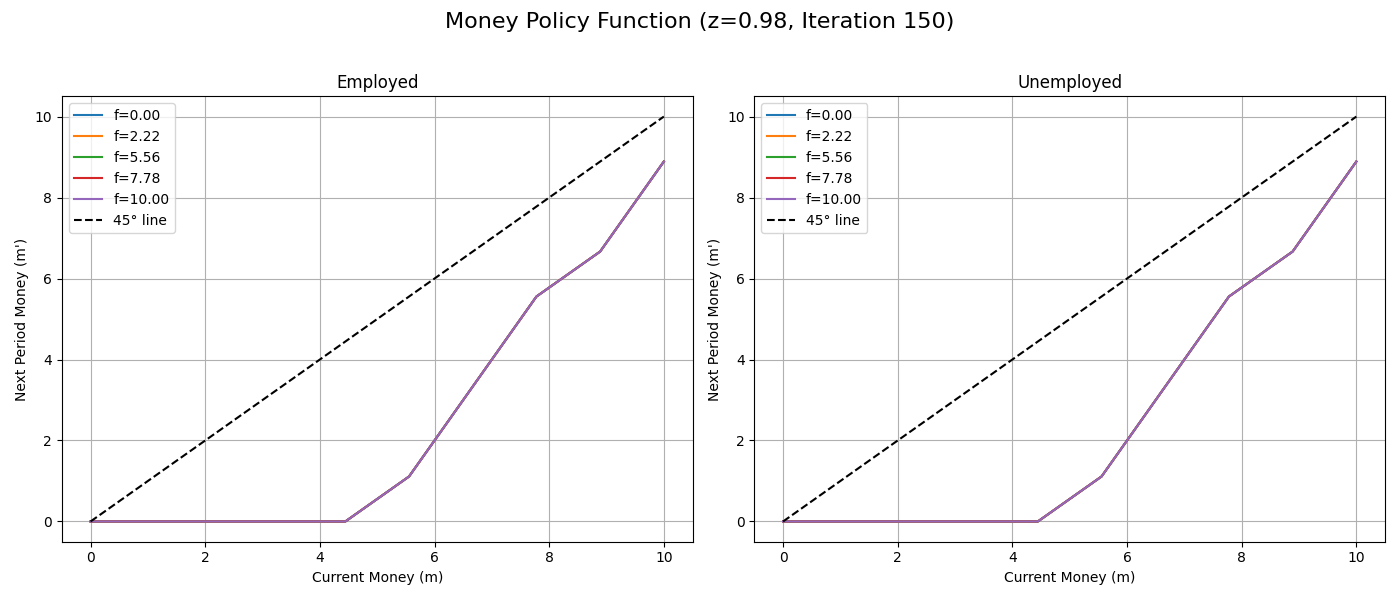 Money Policy Function (z=0.98, Iteration 150)
Employed
f=0.00
f=2.22
f=5.56
f=7.78
f=10.00
45° line
10
8
6
4
2
0
Next Period Money (m')
0 2 4 6 8 10
Current Money (m)
Unemployed
f=0.00
f=2.22
f=5.56
f=7.78
f=10.00
45° line
10
8
6
4
2
0
Next Period Money (m')
0 2 4 6 8 10
Current Money (m)